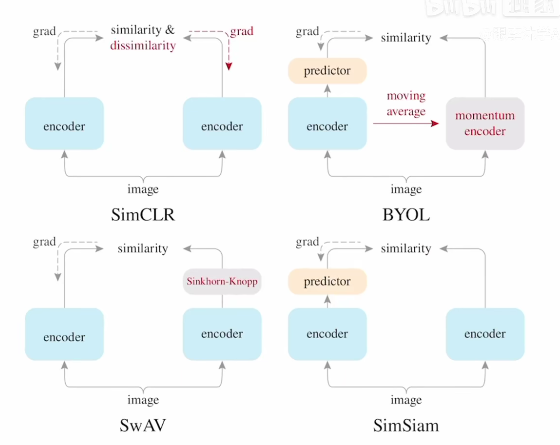 grad
similarity &
dissimilarity
grad
encoder
encoder
image
SimCLR
grad
similarity
predictor
encoder
moving
average
momentum
encoder
image
BYOL
grad
similarity
Sinkhorn-Knopp
encoder
encoder
image
SwAV
grad
similarity
predictor
encoder
encoder
image
SimSiam